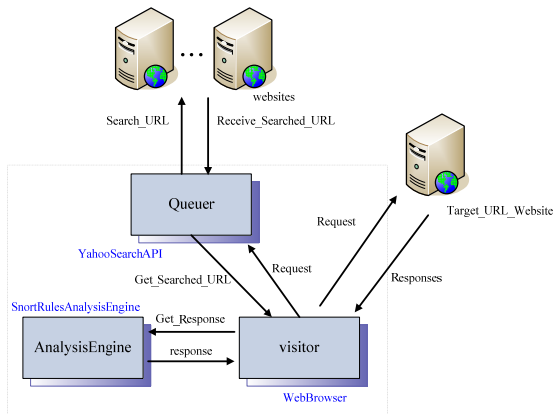 ...
websites
Search_URL
Receive_Searched_URL
Queuer
YahooSearchAPI
Request
Target_URL_Website
Get_Searched_URL
Request
Responses
SnortRulesAnalysisEngine
Get_Response
AnalysisEngine
response
visitor
WebBrowser